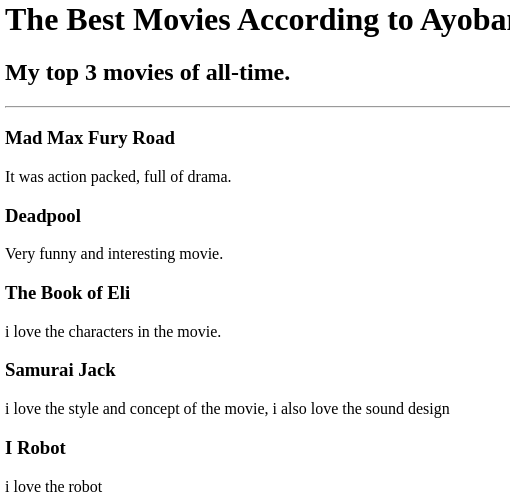 The Best Movies According to
My top 3 movies of all-time.
Mad Max Fury Road
It was action packed, full of drama.
Deadpool
Very funny and interesting movie.
The Book of Eli
i love the characters in the movie.
Samurai Jack
i love the style and concept of the movie, i also love the sound design
I Robot
i love the robot